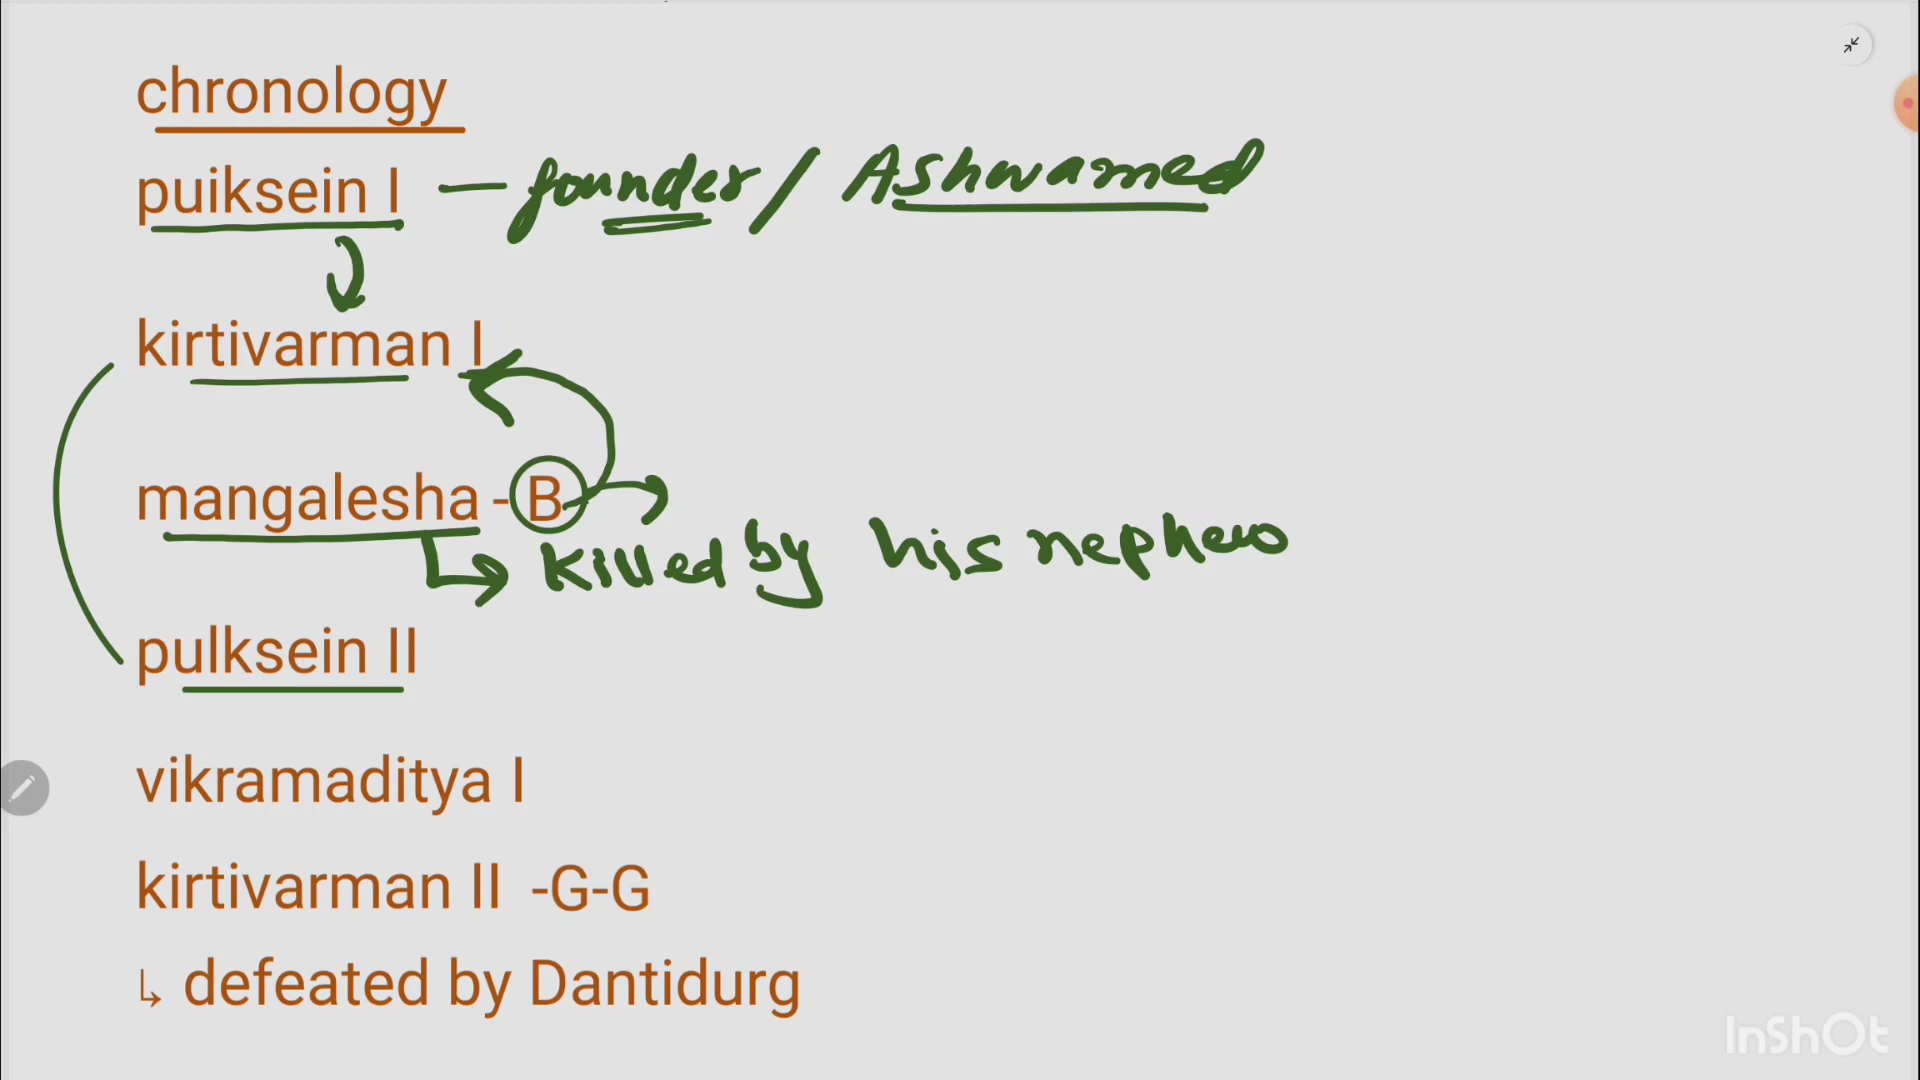 chronology
puiksein I — founder / Ashwamed
kirtivarman I
mangalesha - B
killed by his nephew
pulksein II
vikramaditya I
kirtivarman II -G-G
↳ defeated by Dantidurg
InShOt